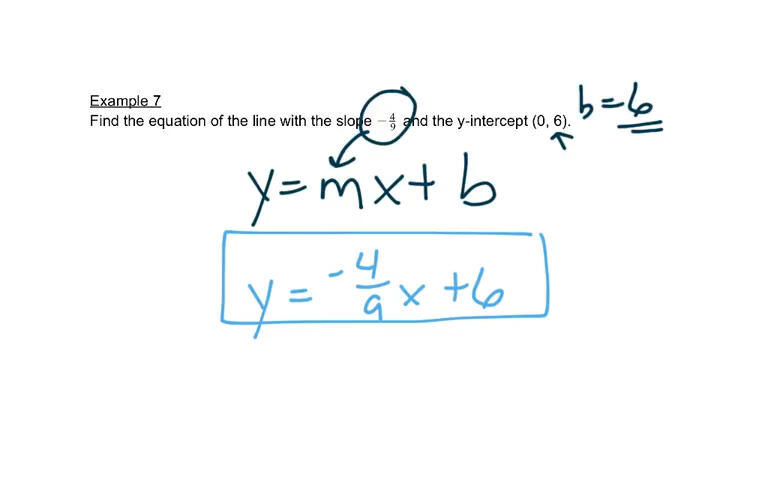 Example 7
Find the equation of the line with the slope −4/9 and the y-intercept (0, 6). b=6
y=mx+b
y=-4/9x+6